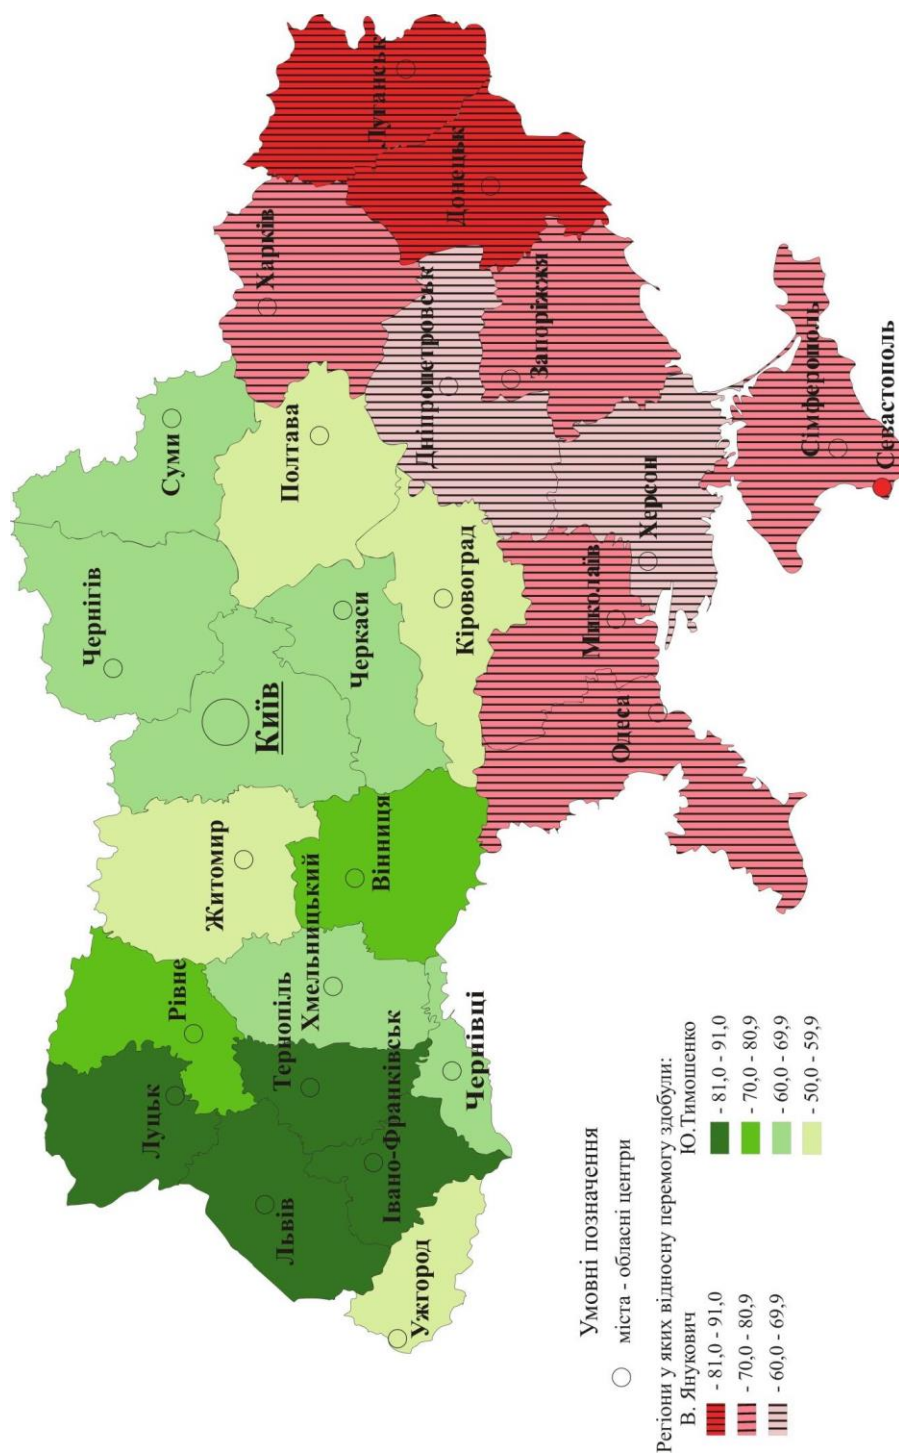 Чернігів
Суми
Луцьк
Рівне
Житомир
Київ
Харків
Луганськ
Львів
Тернопіль
Хмельницький
Полтава
Черкаси
Вінниця
Івано-Франківськ
Ужгород
Чернівці
Кіровоград
Дніпропетровськ
Донецьк
Запоріжжя
Миколаїв
Одеса
Херсон
Сімферополь
Севастополь
Умовні позначення
міста - обласні центри
Регіони у яких відносну перемогу здобули:
В. Янукович Ю.Тимошенко
- 81,0 - 91,0 - 81,0 - 91,0
- 70,0 - 80,9 - 70,0 - 80,9
- 60,0 - 69,9 - 60,0 - 69,9
- 50,0 - 59,9